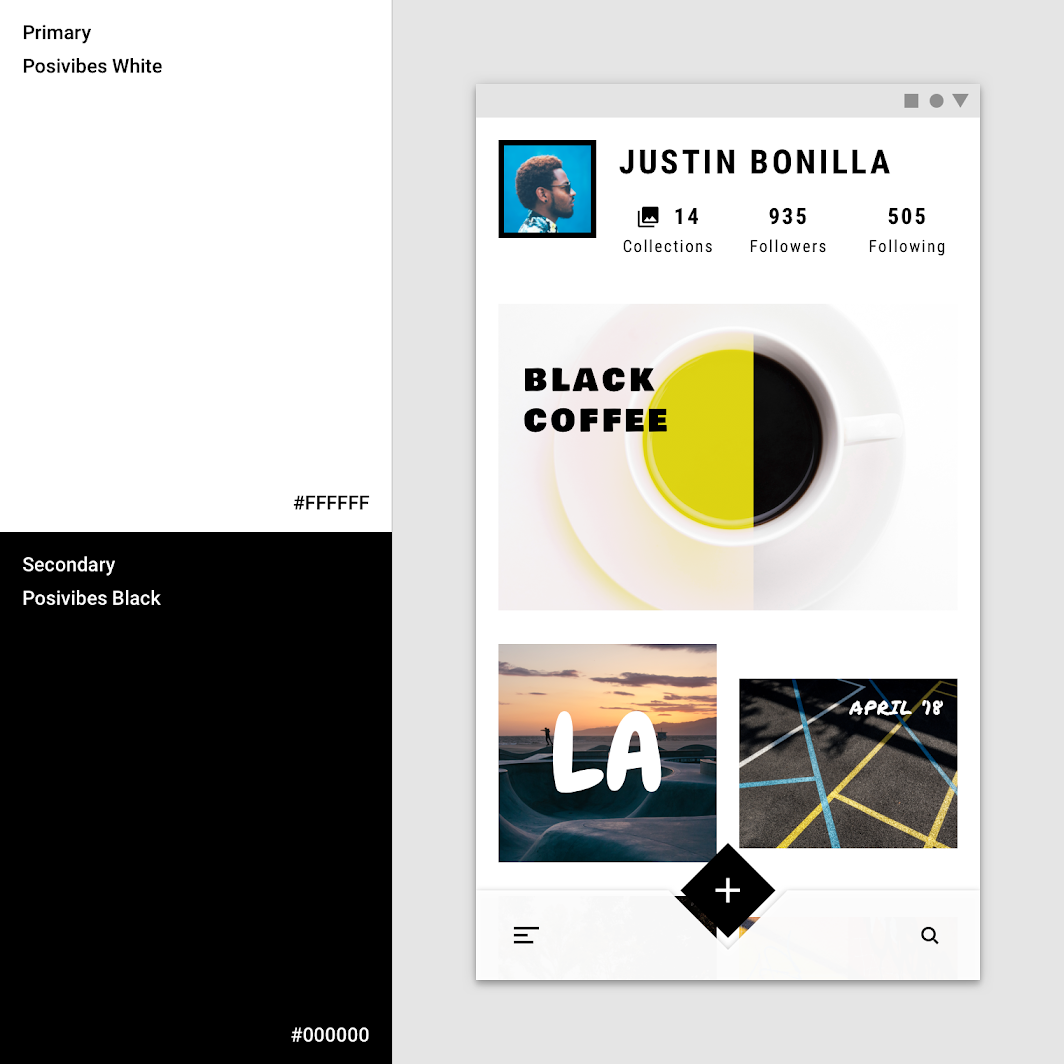 Primary
Posivibes White
#FFFFFF
Secondary
Posivibes Black
#000000
JUSTIN BONILLA
14
Collections
935
Followers
505
Following
BLACK
COFFEE
LA
APRIL 78